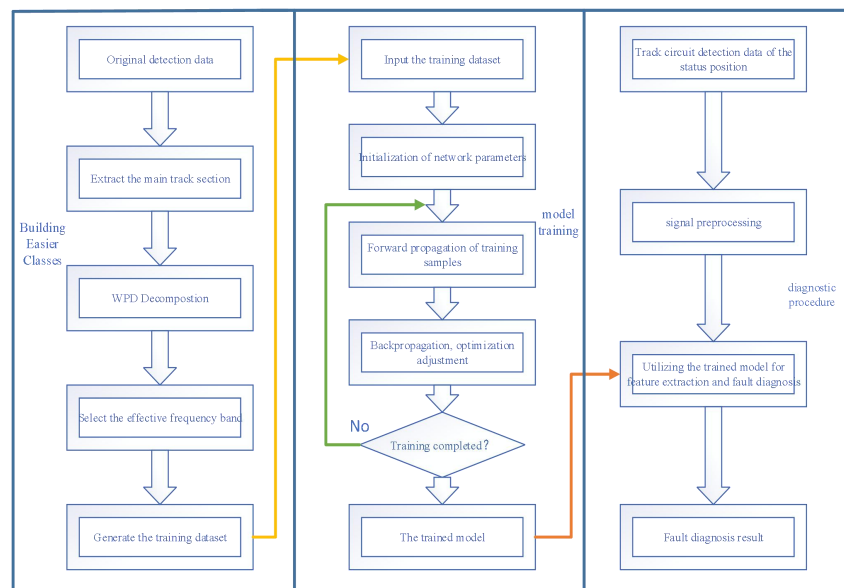 Original detection data
Extract the main track section
Building
Easier
Classes
WPD Decompostion
Select the effective frequency band
Generate the training dataset
Input the training dataset
Initialization of network parameters
model
training
Forward propagation of training
samples
Backpropagation, optimization
adjustment
No
Training completed?
The trained model
Track circuit detection data of the
status position
signal preprocessing
diagnostic
procedure
Utilizing the trained model for
feature extraction and fault diagnosis
Fault diagnosis result